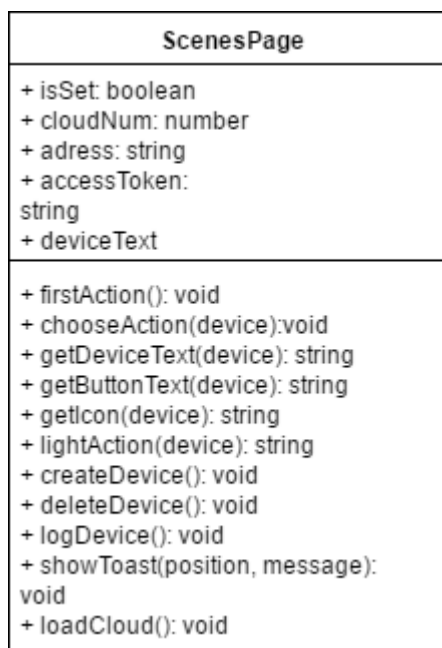 ScenesPage
+ isSet: boolean
+ cloudNum: number
+ adress: string
+ accessToken:
string
+ deviceText
+ firstAction(): void
+ chooseAction(device):void
+ getDeviceText(device): string
+ getButtonText(device): string
+ getIcon(device): string
+ lightAction(device): string
+ createDevice(): void
+ deleteDevice(): void
+ logDevice(): void
+ showToast(position, message):
void
+ loadCloud(): void